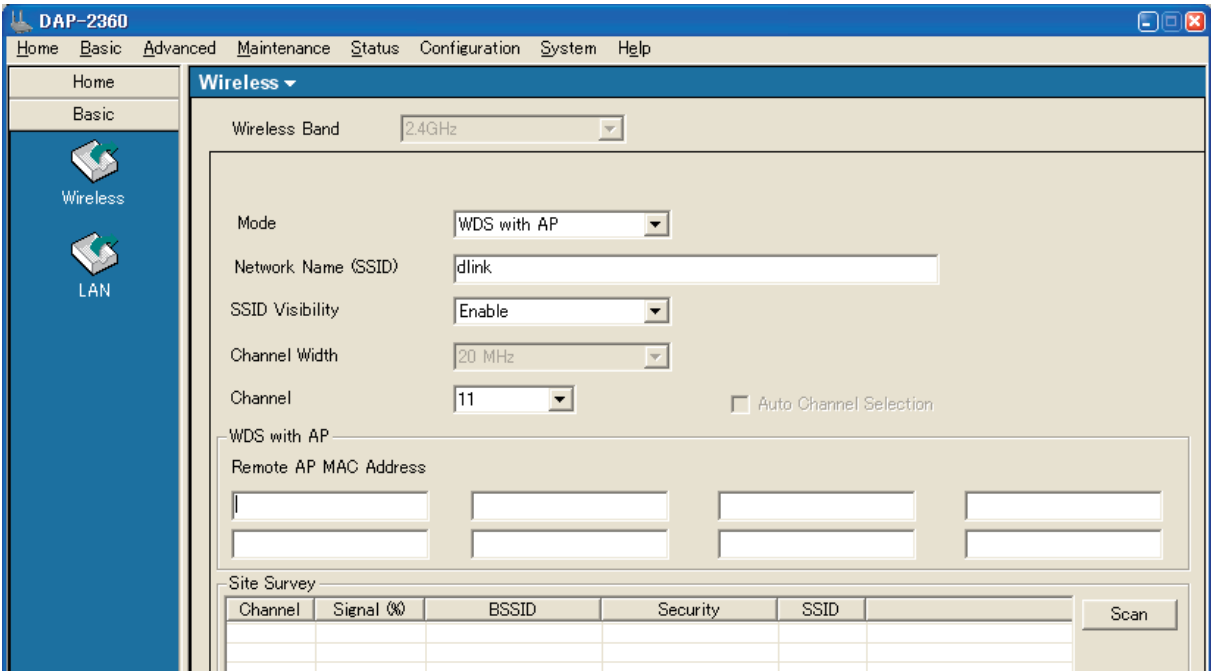 DAP-2360
Home Basic Advanced Maintenance Status Configuration System Help
Home
Basic
Wireless
LAN
Wireless
Wireless Band 2.4GHz
Mode WDS with AP
Network Name (SSID) dlink
SSID Visibility Enable
Channel Width 20 MHz
Channel 11 Auto Channel Selection
WDS with AP
Remote AP MAC Address
Site Survey
Channel Signal (%) BSSID Security SSID Scan